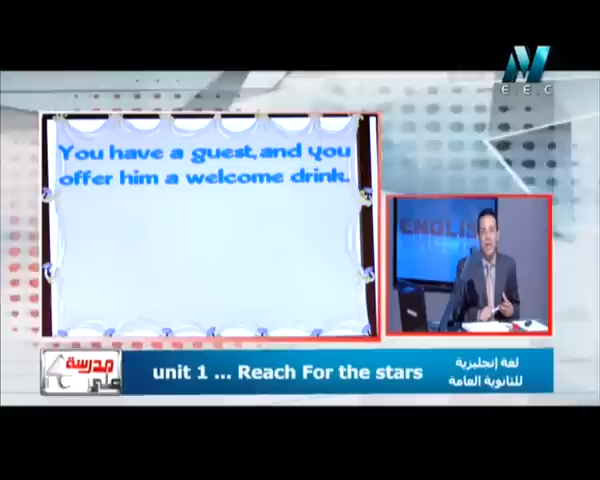 EEC
You have a guest, and you
offer him a welcome drink.
ENGLIS
unit 1 ... Reach For the stars
لغة إنجليزية
للثانوية العامة
مدرسة
على